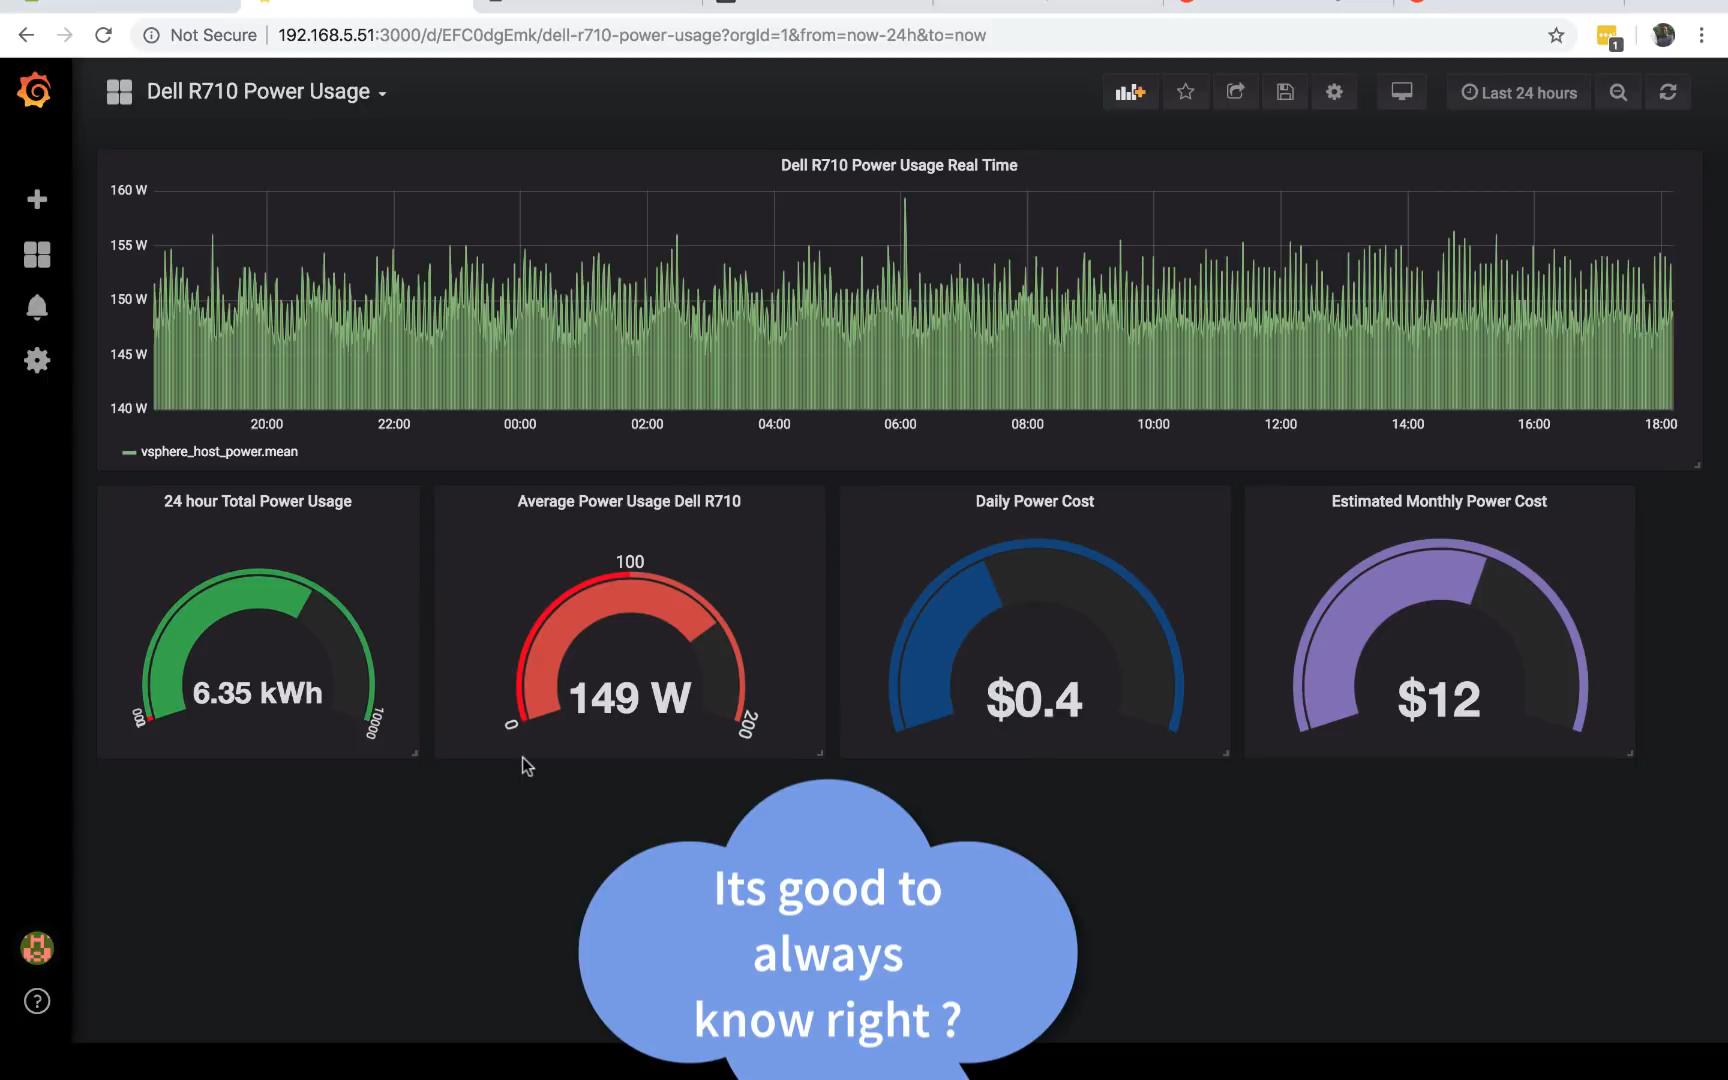 Not Secure | 192.168.5.51:3000/d/EFC0dgEmk/dell-r710-power-usage?orgId=1&from=now-24h&to=now
1
Dell R710 Power Usage
Last 24 hours
Dell R710 Power Usage Real Time
160 W
155 W
150 W
145 W
140 W
20:00 22:00 00:00 02:00 04:00 06:00 08:00 10:00 12:00 14:00 16:00 18:00
vsphere_host_power.mean
24 hour Total Power Usage
6.35 kWh
10000
Average Power Usage Dell R710
100
149 W
0
200
Daily Power Cost
$0.4
Estimated Monthly Power Cost
$12
Its good to
always
know right ?